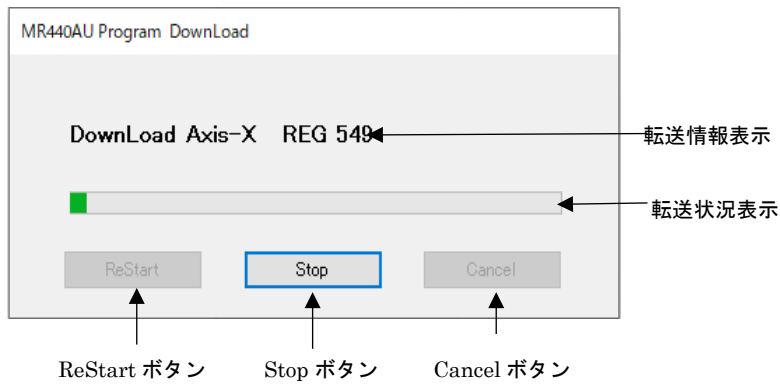 MR440AU Program DownLoad
DownLoad Axis-X REG 549
転送情報表示
転送状況表示
ReStart
Stop
Cancel
ReStart ボタン
Stop ボタン
Cancel ボタン